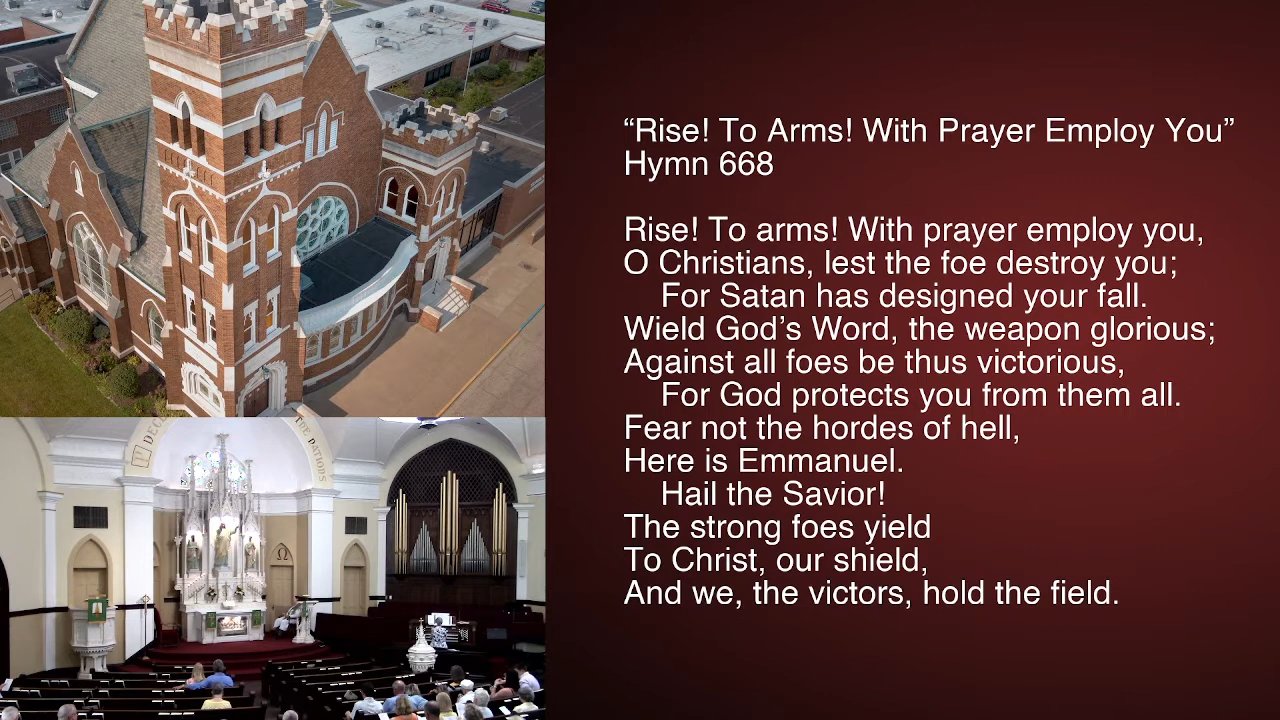 “Rise! To Arms! With Prayer Employ You”
Hymn 668
Rise! To arms! With prayer employ you,
O Christians, lest the foe destroy you;
For Satan has designed your fall.
Wield God’s Word, the weapon glorious;
Against all foes be thus victorious,
For God protects you from them all.
Fear not the hordes of hell,
Here is Emmanuel.
Hail the Savior!
The strong foes yield
To Christ, our shield,
And we, the victors, hold the field.
THE NATIONS
Ω